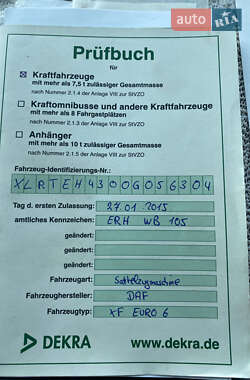 AUTO RIA
Prüfbuch
für
Kraftfahrzeuge
mit mehr als 7,5 t zulässiger Gesamtmasse
nach Nummer 2.1.4 der Anlage VIII zur StVZO
Kraftomnibusse und andere Kraftfahrzeuge
mit mehr als 8 Fahrgastplätzen
nach Nummer 2.1.3 der Anlage VIII zur StVZO
Anhänger
mit mehr als 10 t zulässiger Gesamtmasse
nach Nummer 2.1.5 der Anlage VIII zur StVZO
Fahrzeug-Identifizierungs-Nr.:
XLRTEH4300G056304
Tag d. ersten Zulassung: 27.01.2015
amtliches Kennzeichen: ERH WB 105
geändert:
geändert:
geändert:
Fahrzeugart: Sattelzugmaschine
Fahrzeughersteller: DAF
Fahrzeugtyp: XF EURO 6
DEKRA www.dekra.de